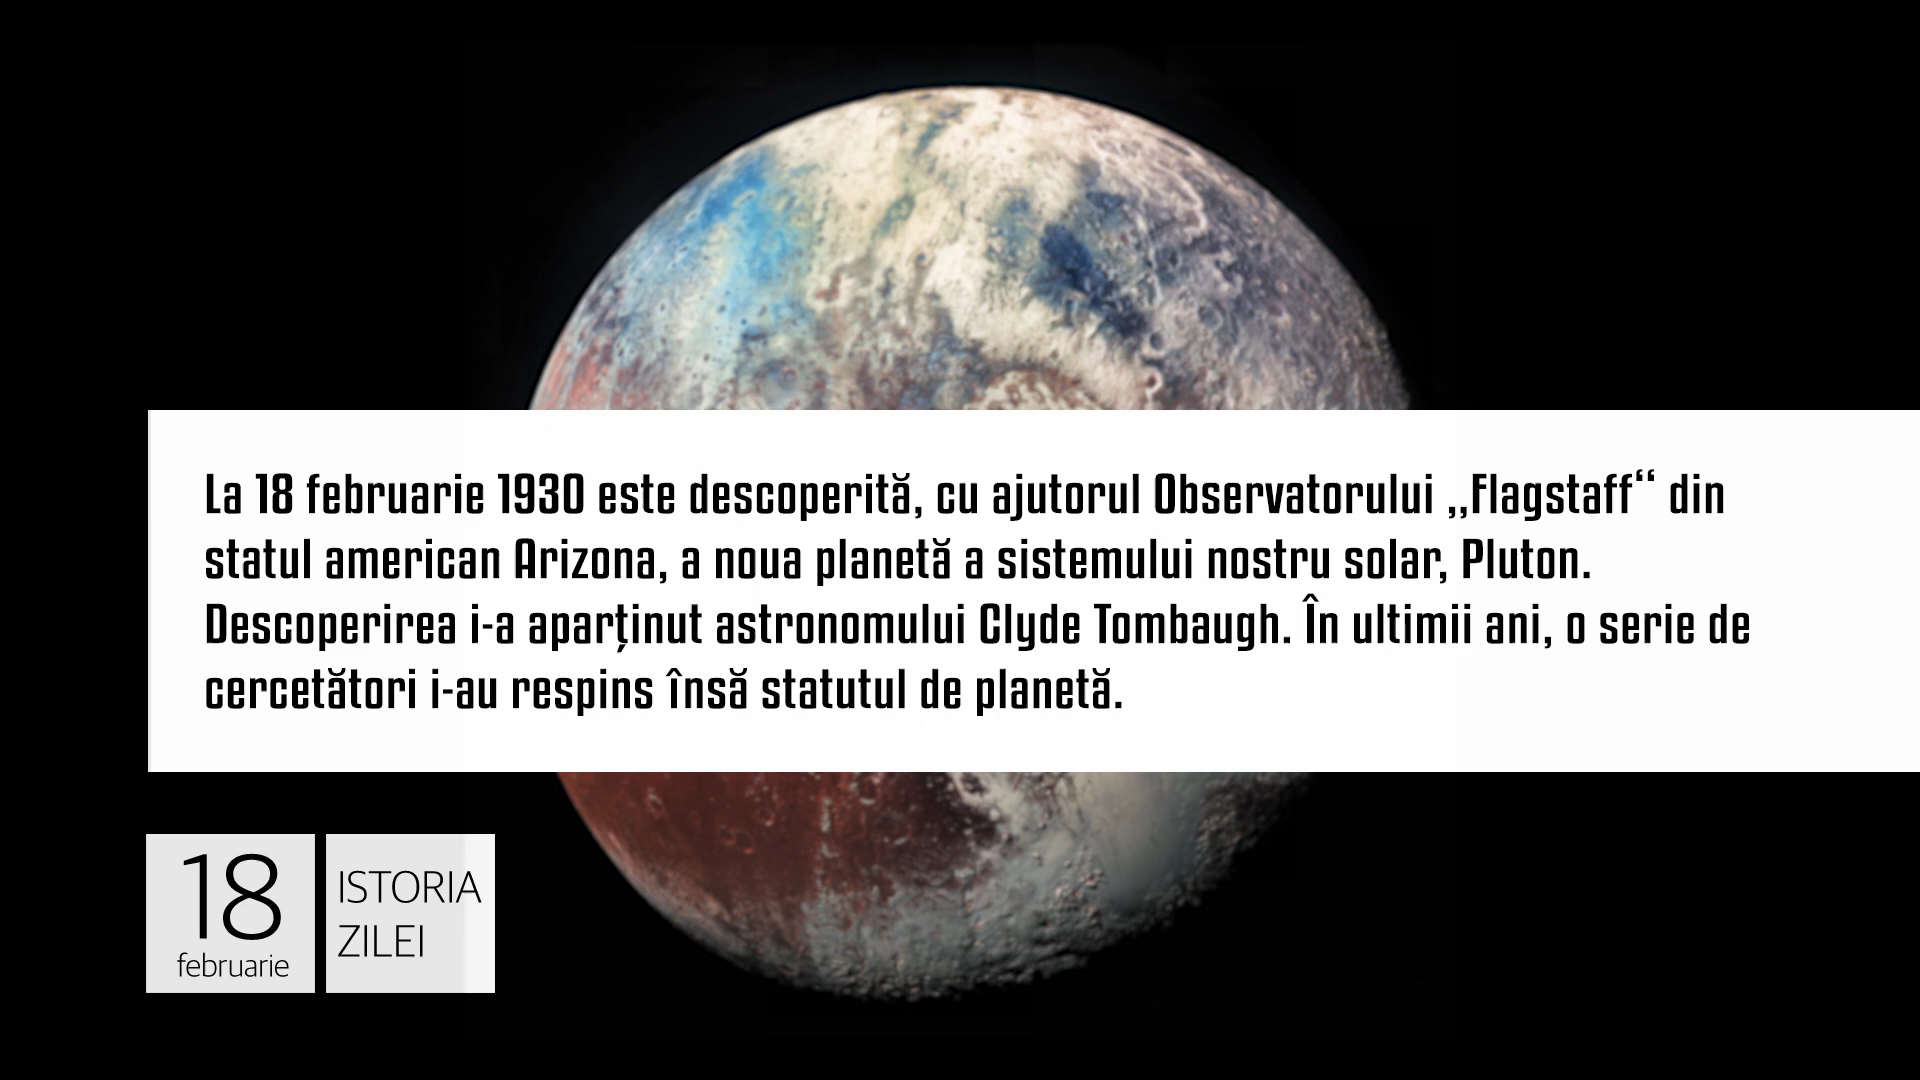 La 18 februarie 1930 este descoperită, cu ajutorul Observatorului „Flagstaff“ din
statul american Arizona, a noua planetă a sistemului nostru solar, Pluton.
Descoperirea i-a aparținut astronomului Clyde Tombaugh. În ultimii ani, o serie de
cercetători i-au respins însă statutul de planetă.
18
februarie
ISTORIA
ZILEI